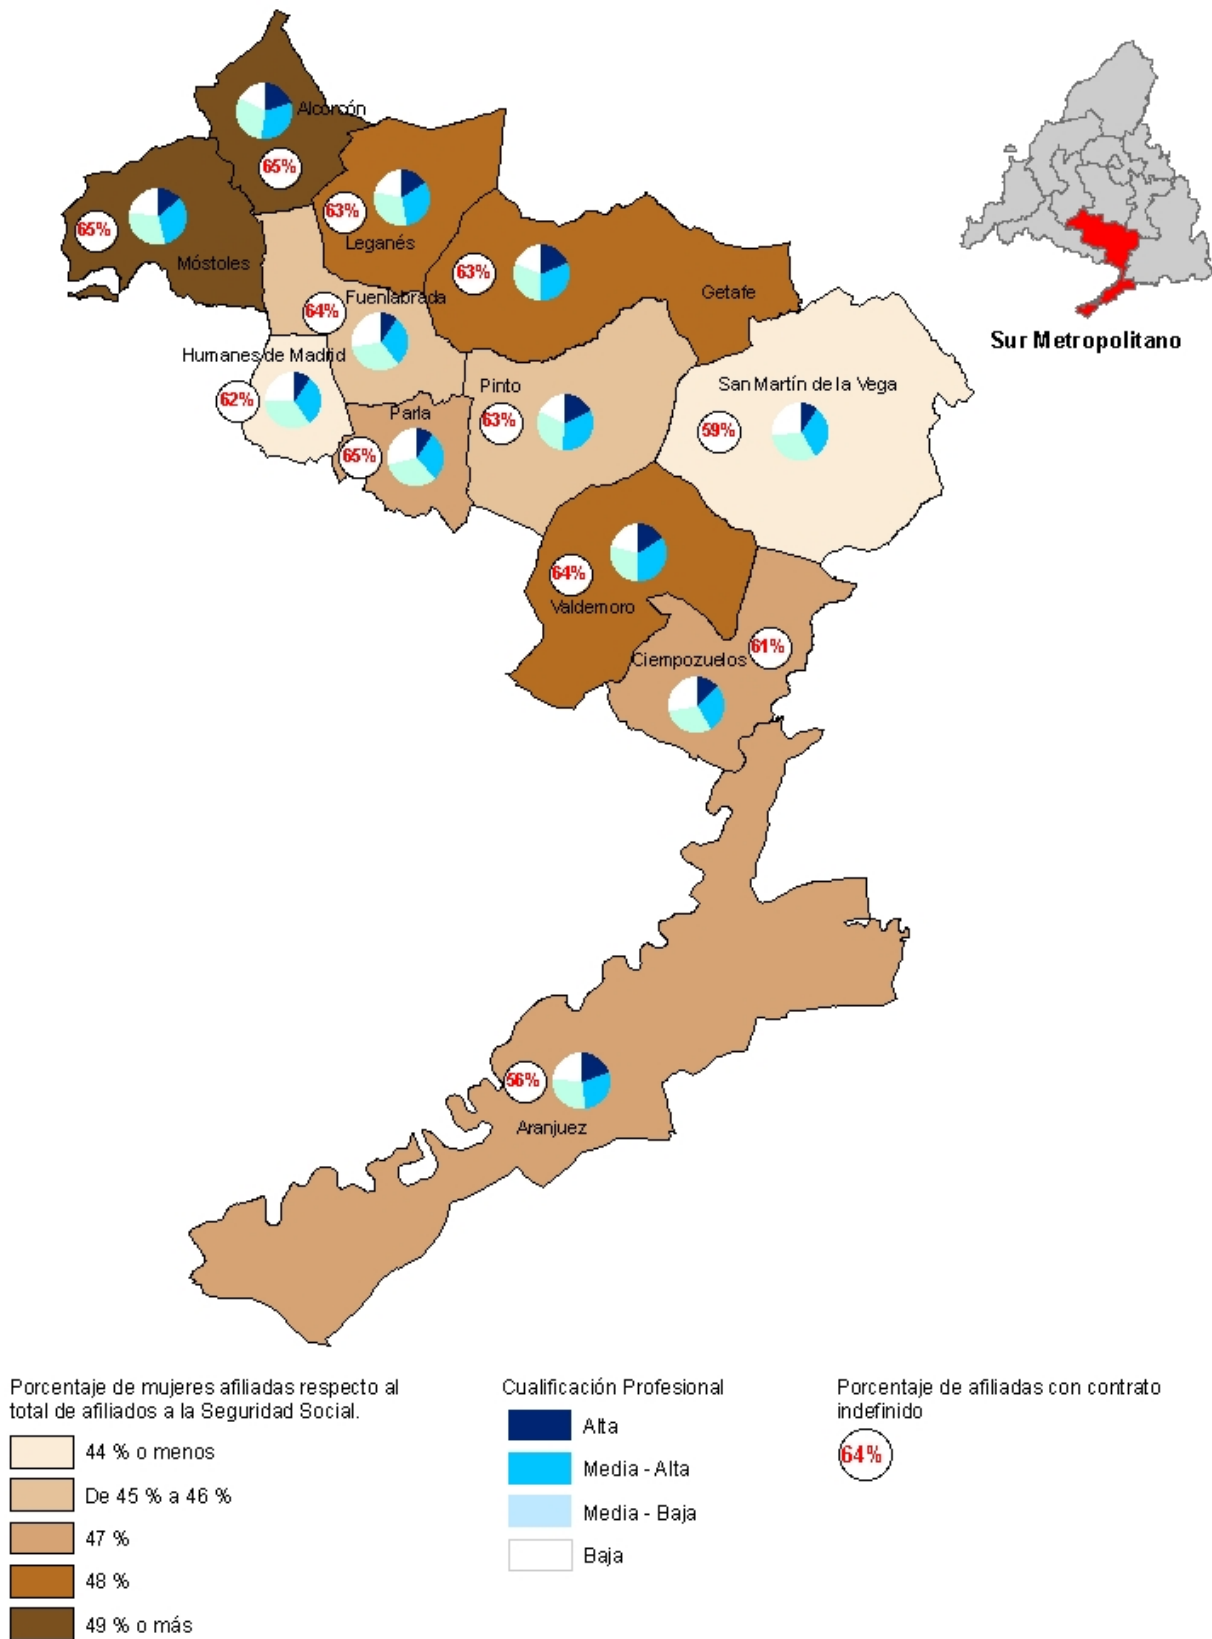 Alcorcón
65%
63%
Leganés
65%
Móstoles
63%
Getafe
Sur Metropolitano
Fuenlabrada
64%
Humanes de Madrid
62%
Pinto
63%
San Martín de la Vega
59%
Parla
65%
64%
Valdemoro
61%
Ciempozuelos
56%
Aranjuez
Porcentaje de mujeres afiliadas respecto al
total de afiliados a la Seguridad Social.
44 % o menos
De 45 % a 46 %
47 %
48 %
49 % o más
Cualificación Profesional
Alta
Media - Alta
Media - Baja
Baja
Porcentaje de afiliadas con contrato
indefinido
64%